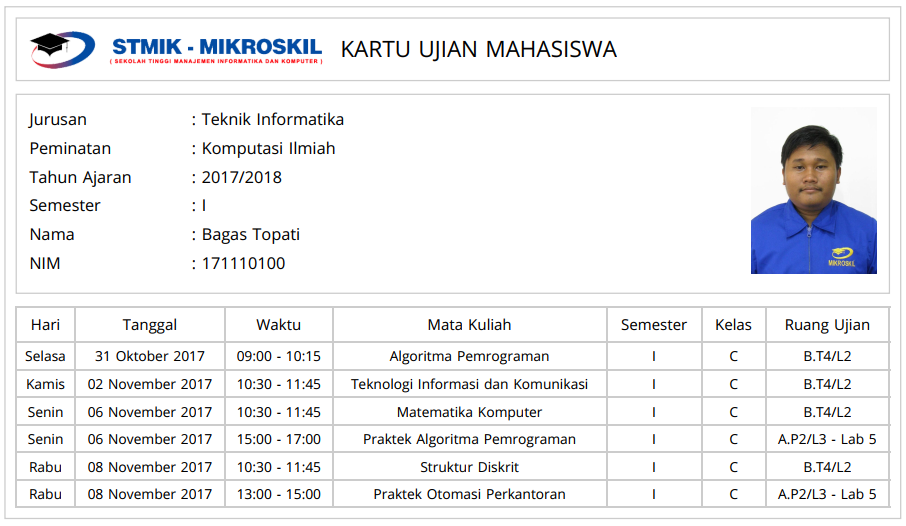 STMIK - MIKROSKIL
( SEKOLAH TINGGI MANAJEMEN INFORMATIKA DAN KOMPUTER )
KARTU UJIAN MAHASISWA
Jurusan : Teknik Informatika
Peminatan : Komputasi Ilmiah
Tahun Ajaran : 2017/2018
Semester : I
Nama : Bagas Topati
NIM : 171110100
MIKROSKIL
Hari Tanggal Waktu Mata Kuliah Semester Kelas Ruang Ujian
Selasa 31 Oktober 2017 09:00 - 10:15 Algoritma Pemrograman I C B.T4/L2
Kamis 02 November 2017 10:30 - 11:45 Teknologi Informasi dan Komunikasi I C B.T4/L2
Senin 06 November 2017 10:30 - 11:45 Matematika Komputer I C B.T4/L2
Senin 06 November 2017 15:00 - 17:00 Praktek Algoritma Pemrograman I C A.P2/L3 - Lab 5
Rabu 08 November 2017 10:30 - 11:45 Struktur Diskrit I C B.T4/L2
Rabu 08 November 2017 13:00 - 15:00 Praktek Otomasi Perkantoran I C A.P2/L3 - Lab 5